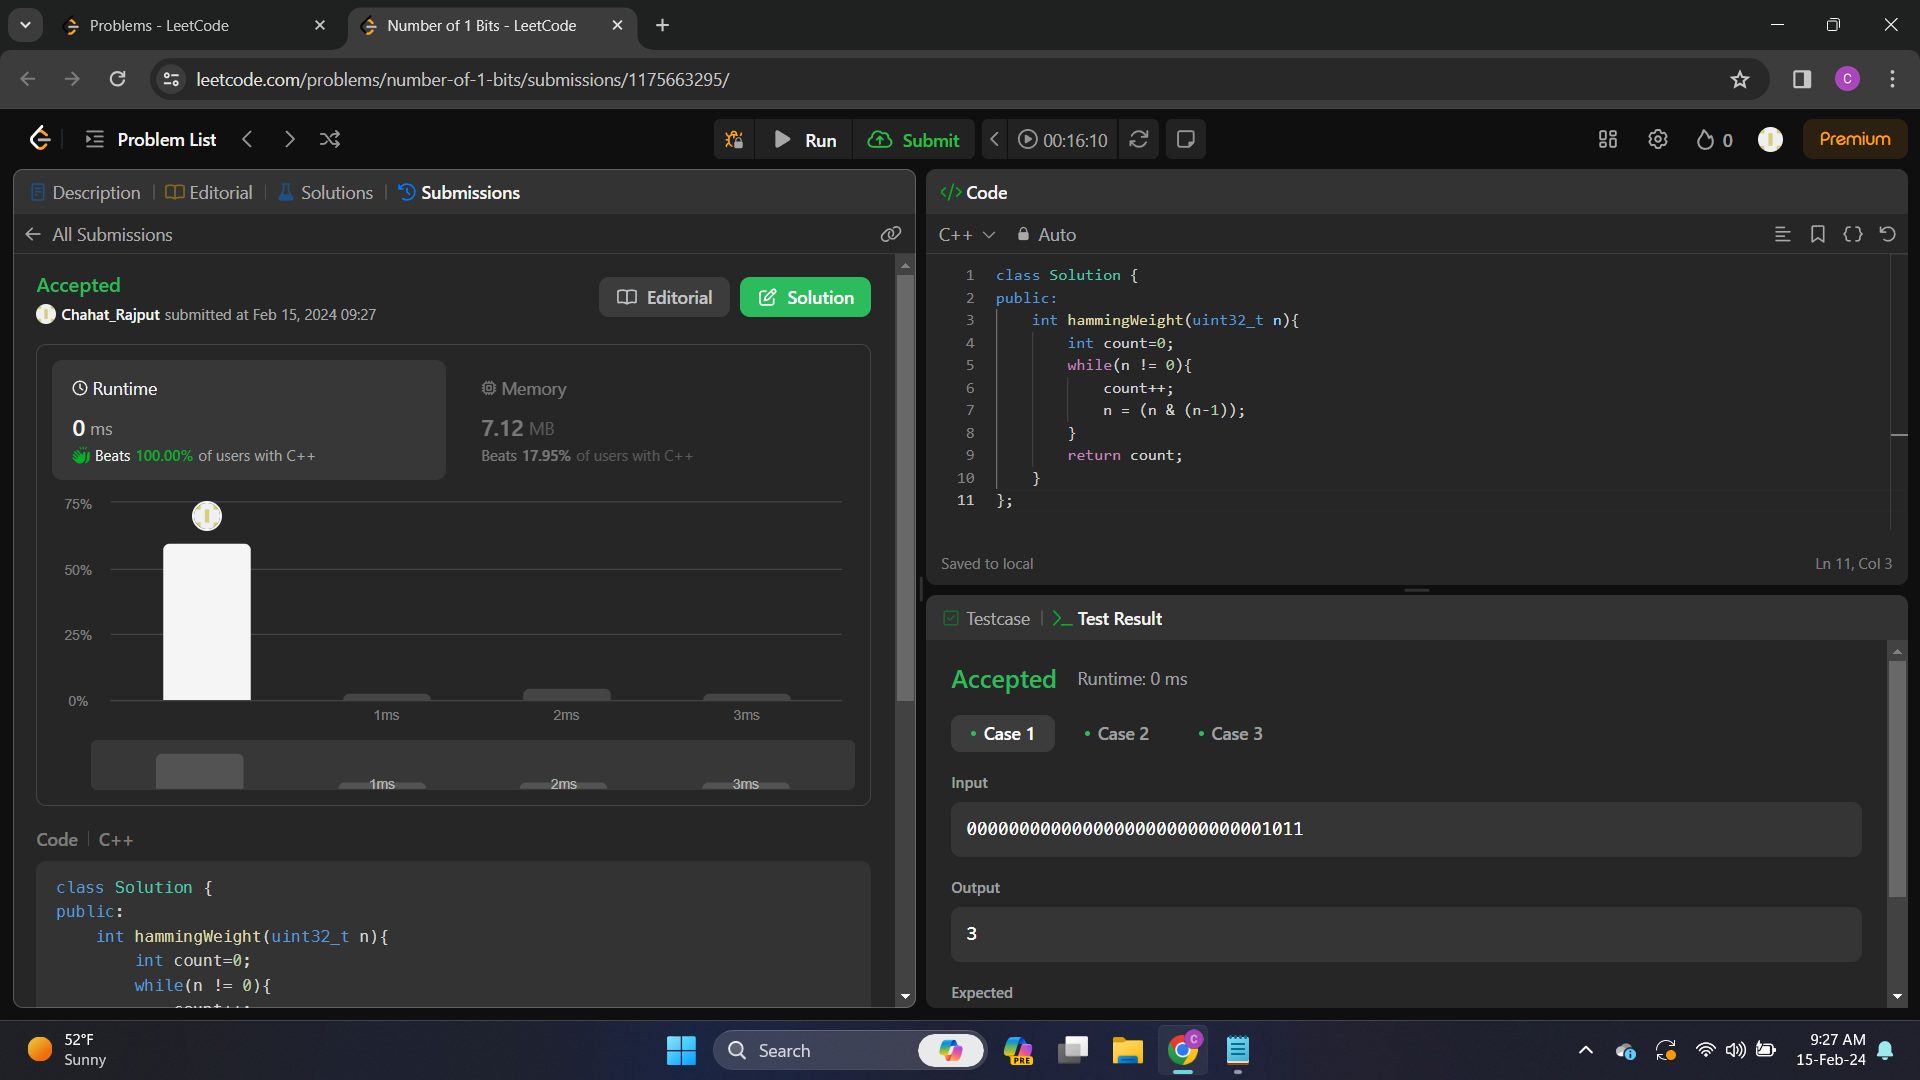 Problems - LeetCode
Number of 1 Bits - LeetCode
leetcode.com/problems/number-of-1-bits/submissions/1175663295/
C
Problem List
Run
Submit
00:16:10
0
Premium
Description
Editorial
Solutions
Submissions
All Submissions
Accepted
Chahat_Rajput submitted at Feb 15, 2024 09:27
Editorial
Solution
Runtime
0 ms
Beats 100.00% of users with C++
Memory
7.12 MB
Beats 17.95% of users with C++
75%
50%
25%
0%
1ms
2ms
3ms
1ms
2ms
3ms
Code
C++
class Solution {
public:
int hammingWeight(uint32_t n){
int count=0;
while(n != 0){
count++;
</> Code
C++
Auto
1 class Solution {
2 public:
3 int hammingWeight(uint32_t n){
4 int count=0;
5 while(n != 0){
6 count++;
7 n = (n & (n-1));
8 }
9 return count;
10 }
11 };
Saved to local
Ln 11, Col 3
Testcase
Test Result
Accepted
Runtime: 0 ms
Case 1
Case 2
Case 3
Input
00000000000000000000000000001011
Output
3
Expected
52°F
Sunny
Search
PRE
C
9:27 AM
15-Feb-24